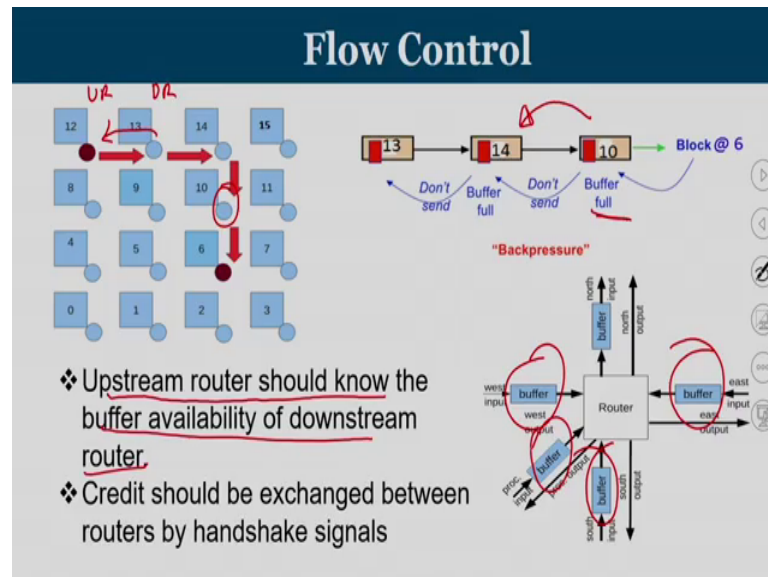 Flow Control
UR DR
12 13 14 15
8 9 10 11
4 5 6 7
0 1 2 3
13 14 10 Block @ 6
Don't send Buffer full Don't send Buffer full
"Backpressure"
north input
north output
buffer
west input
buffer
west output
Router
buffer
east input
east output
proc. input
buffer
proc. output
buffer
south input
south output
❖ Upstream router should know the
buffer availability of downstream
router.
❖ Credit should be exchanged between
routers by handshake signals